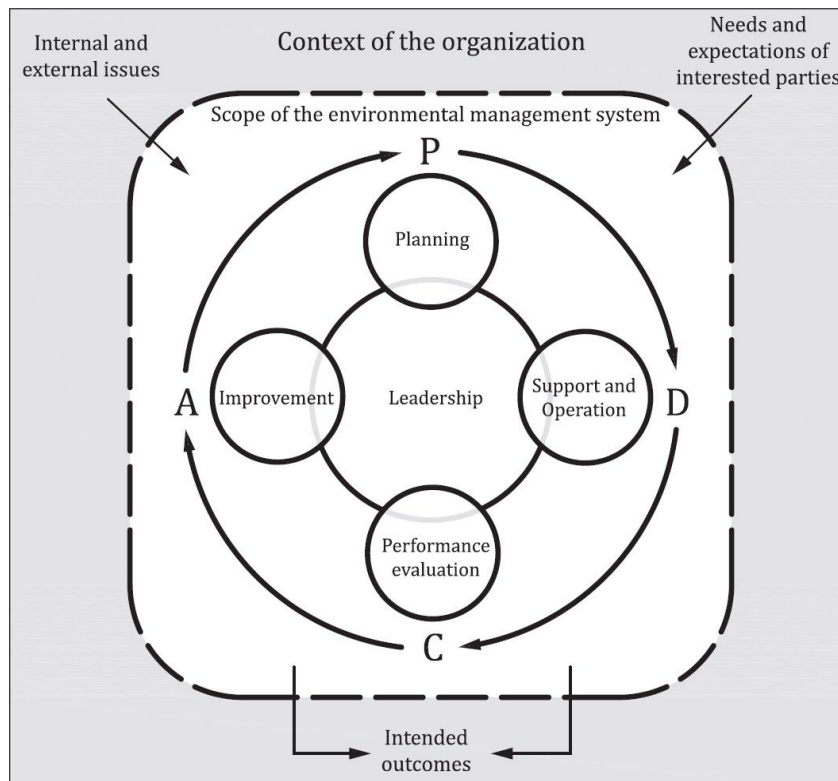 Internal and
external issues
Context of the organization
Needs and
expectations of
interested parties
Scope of the environmental management system
P
Planning
A
Improvement
Leadership
Support and
Operation
D
Performance
evaluation
C
Intended
outcomes